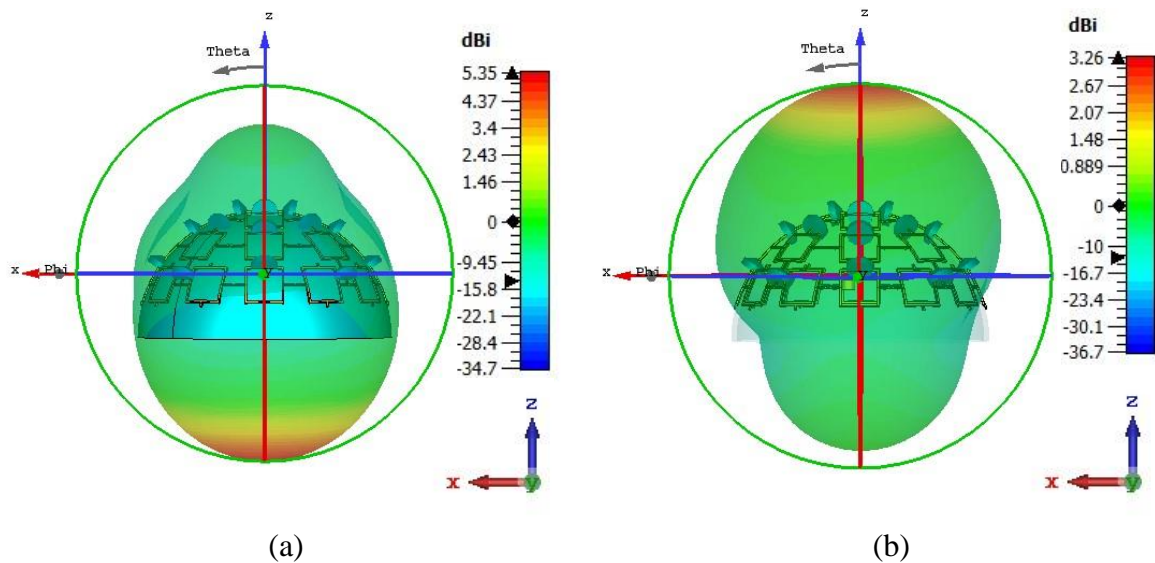 z
Theta
x
Phi
y
dBi
5.35
4.37
3.4
2.43
1.46
0
-9.45
-15.8
-22.1
-28.4
-34.7
z
x
y
(a)
z
Theta
x
Phi
y
dBi
3.26
2.67
2.07
1.48
0.889
0
-10
-16.7
-23.4
-30.1
-36.7
z
x
y
(b)